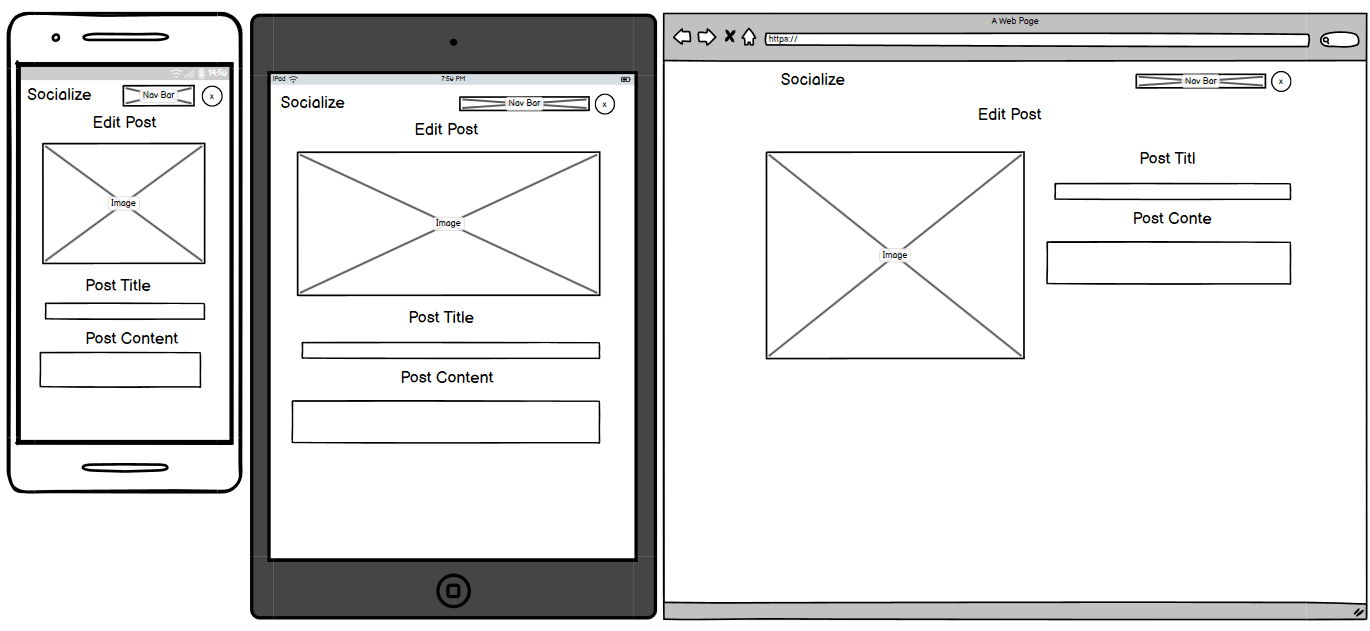 19:50
Socialize
Nav Bar
x
Edit Post
Image
Post Title
Post Content
iPad
7:50 PM
Socialize
Nav Bar
x
Edit Post
Image
Post Title
Post Content
A Web Page
https://
Socialize
Nav Bar
x
Edit Post
Image
Post Titl
Post Conte